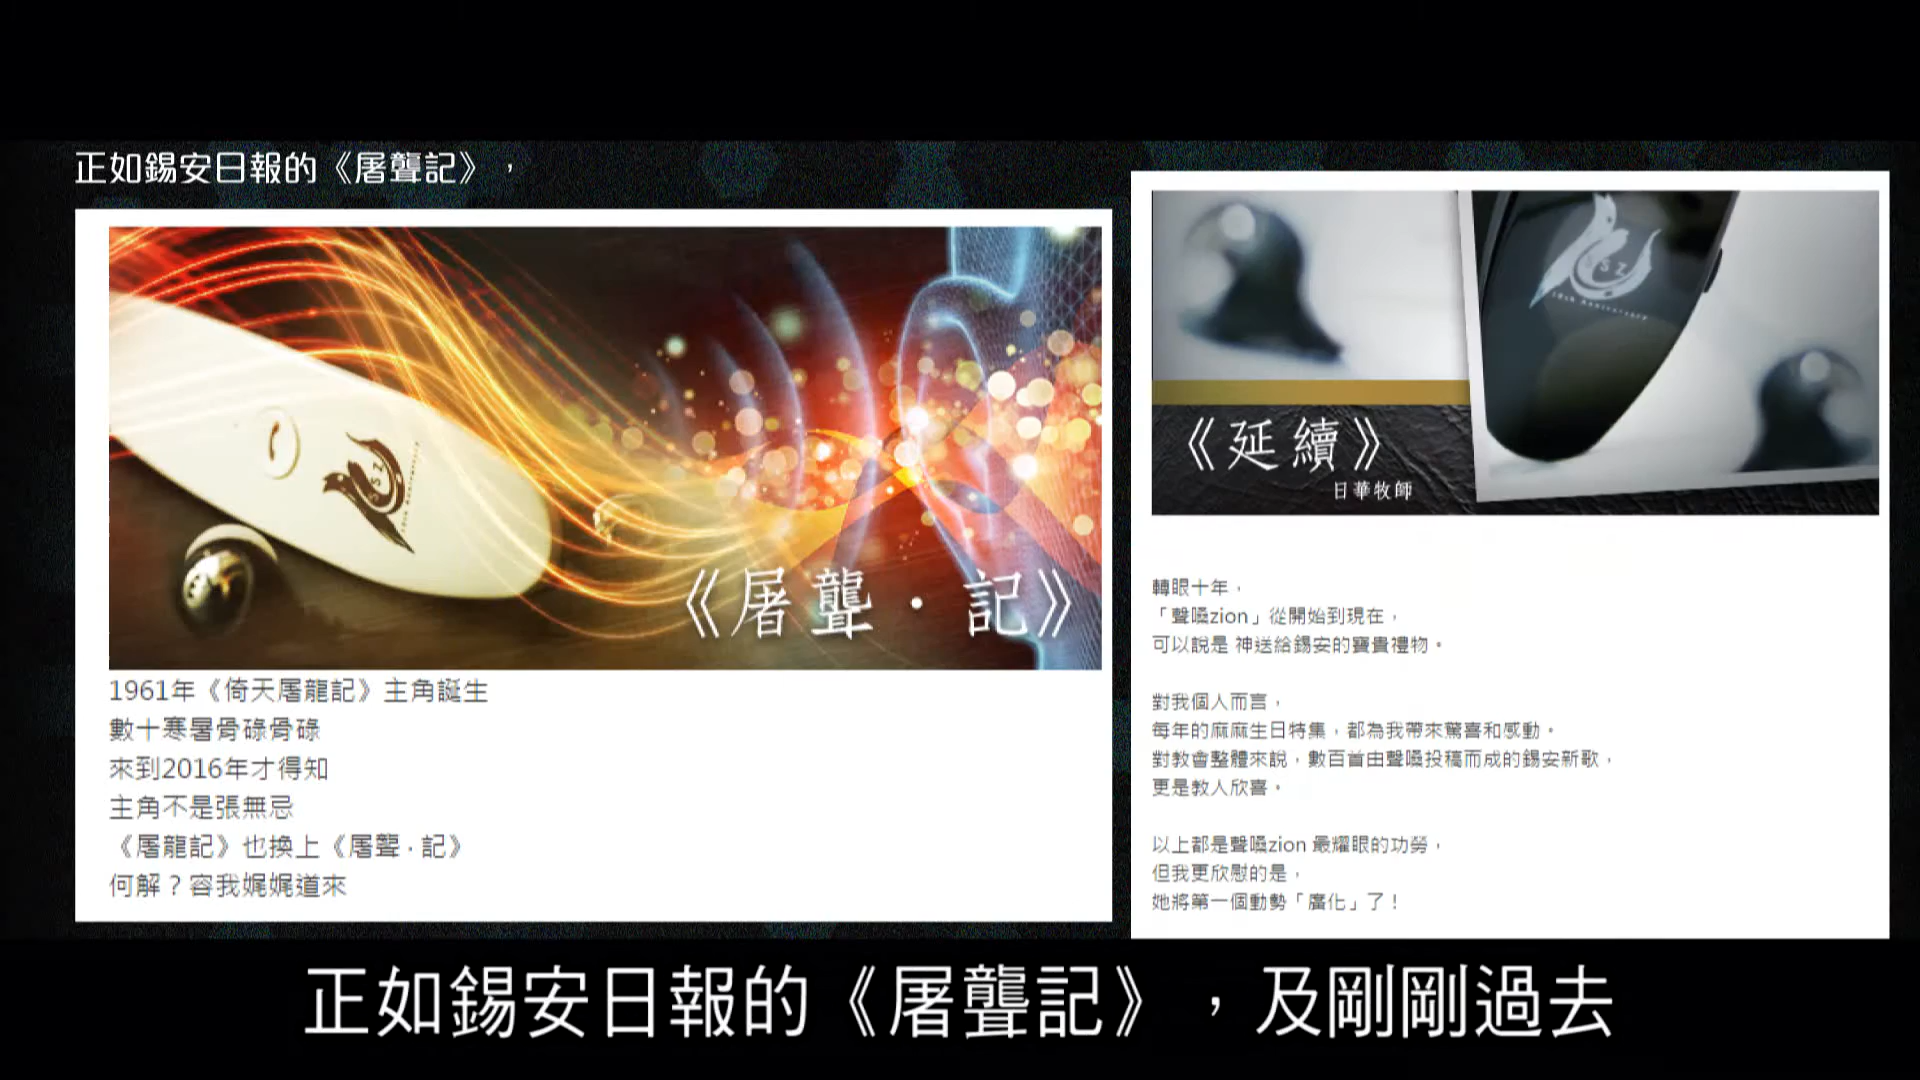 正如錫安日報的《屠聾記》，
SSZ
10th Anniversary
《屠聾·記》
1961年《倚天屠龍記》主角誕生
數十寒暑骨碌骨碌
來到2016年才得知
主角不是張無忌
《屠龍記》也換上《屠聾·記》
何解？容我娓娓道來
SSZ
10th Anniversary
《延續》
日華牧師
轉眼十年，
「聲嗓zion」從開始到現在，
可以說是 神送給錫安的寶貴禮物。
對我個人而言，
每年的麻麻生日特集，都為我帶來驚喜和感動。
對教會整體來說，數百首由聲嗓投稿而成的錫安新歌，
更是教人欣喜。
以上都是聲嗓zion 最耀眼的功勞，
但我更欣慰的是，
她將第一個動勢「廣化」了！
正如錫安日報的《屠聾記》，及剛剛過去